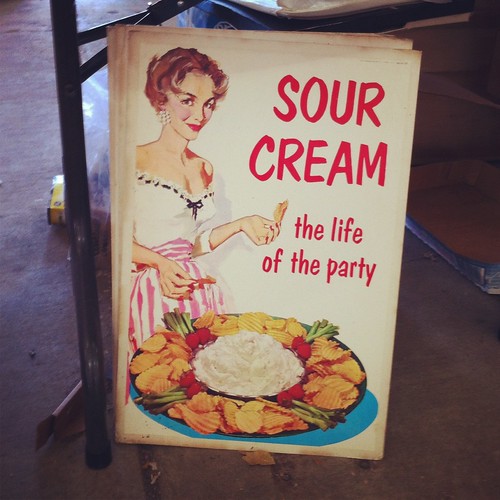 SOUR
CREAM
the life
of the party